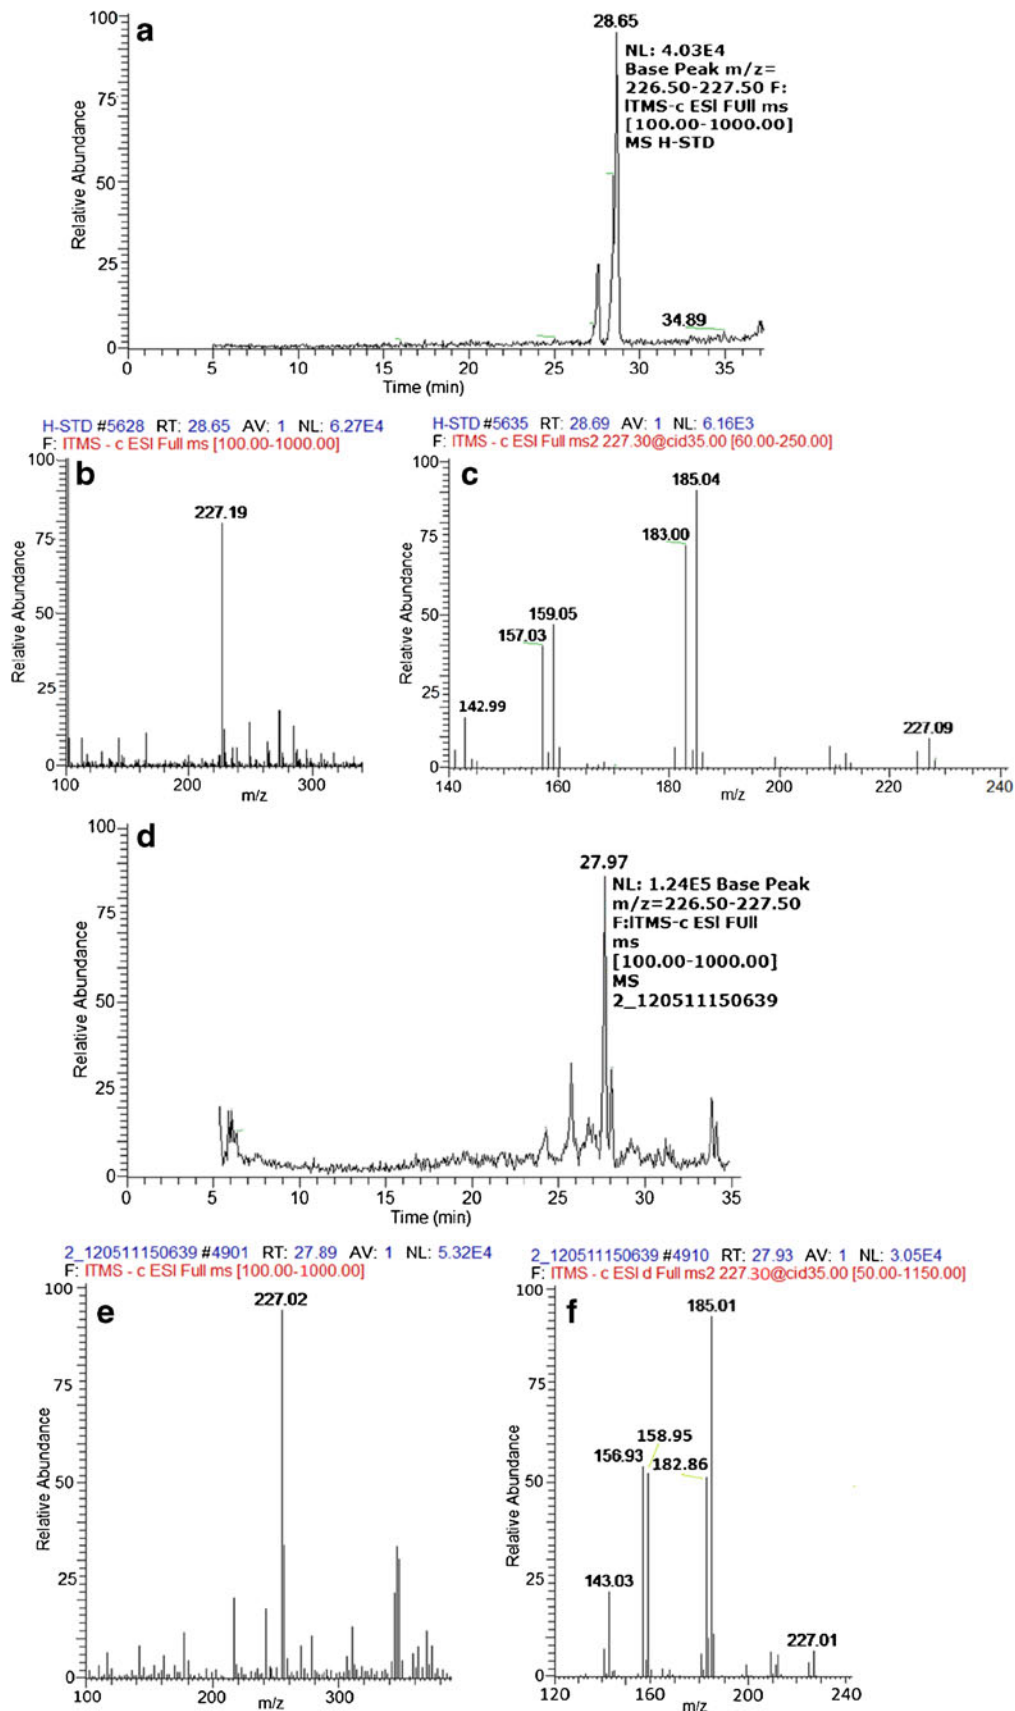 a
28.65
NL: 4.03E4
Base Peak m/z=
226.50-227.50 F:
ITMS-c ESI FUll ms
[100.00-1000.00]
MS H-STD
34.89
100
75
50
25
0
Relative Abundance
0 5 10 15 20 25 30 35
Time (min)
H-STD #5628 RT: 28.65 AV: 1 NL: 6.27E4
F: ITMS - c ESI Full ms [100.00-1000.00]
b
227.19
100
75
50
25
0
Relative Abundance
100 200 300
m/z
H-STD #5635 RT: 28.69 AV: 1 NL: 6.16E3
F: ITMS - c ESI Full ms2 227.30@cid35.00 [60.00-250.00]
c
185.04
183.00
159.05
157.03
142.99
227.09
100
75
50
25
0
Relative Abundance
140 160 180 200 220 240
m/z
d
27.97
NL: 1.24E5 Base Peak
m/z=226.50-227.50
F:ITMS-c ESI FUll
ms
[100.00-1000.00]
MS
2_120511150639
100
75
50
25
0
Relative Abundance
0 5 10 15 20 25 30 35
Time (min)
2_120511150639 #4901 RT: 27.89 AV: 1 NL: 5.32E4
F: ITMS - c ESI Full ms [100.00-1000.00]
e
227.02
100
75
50
25
0
Relative Abundance
100 200 300
m/z
2_120511150639 #4910 RT: 27.93 AV: 1 NL: 3.05E4
F: ITMS - c ESI d Full ms2 227.30@cid35.00 [50.00-1150.00]
f
185.01
158.95
156.93
182.86
143.03
227.01
100
75
50
25
0
Relative Abundance
120 160 200 240
m/z